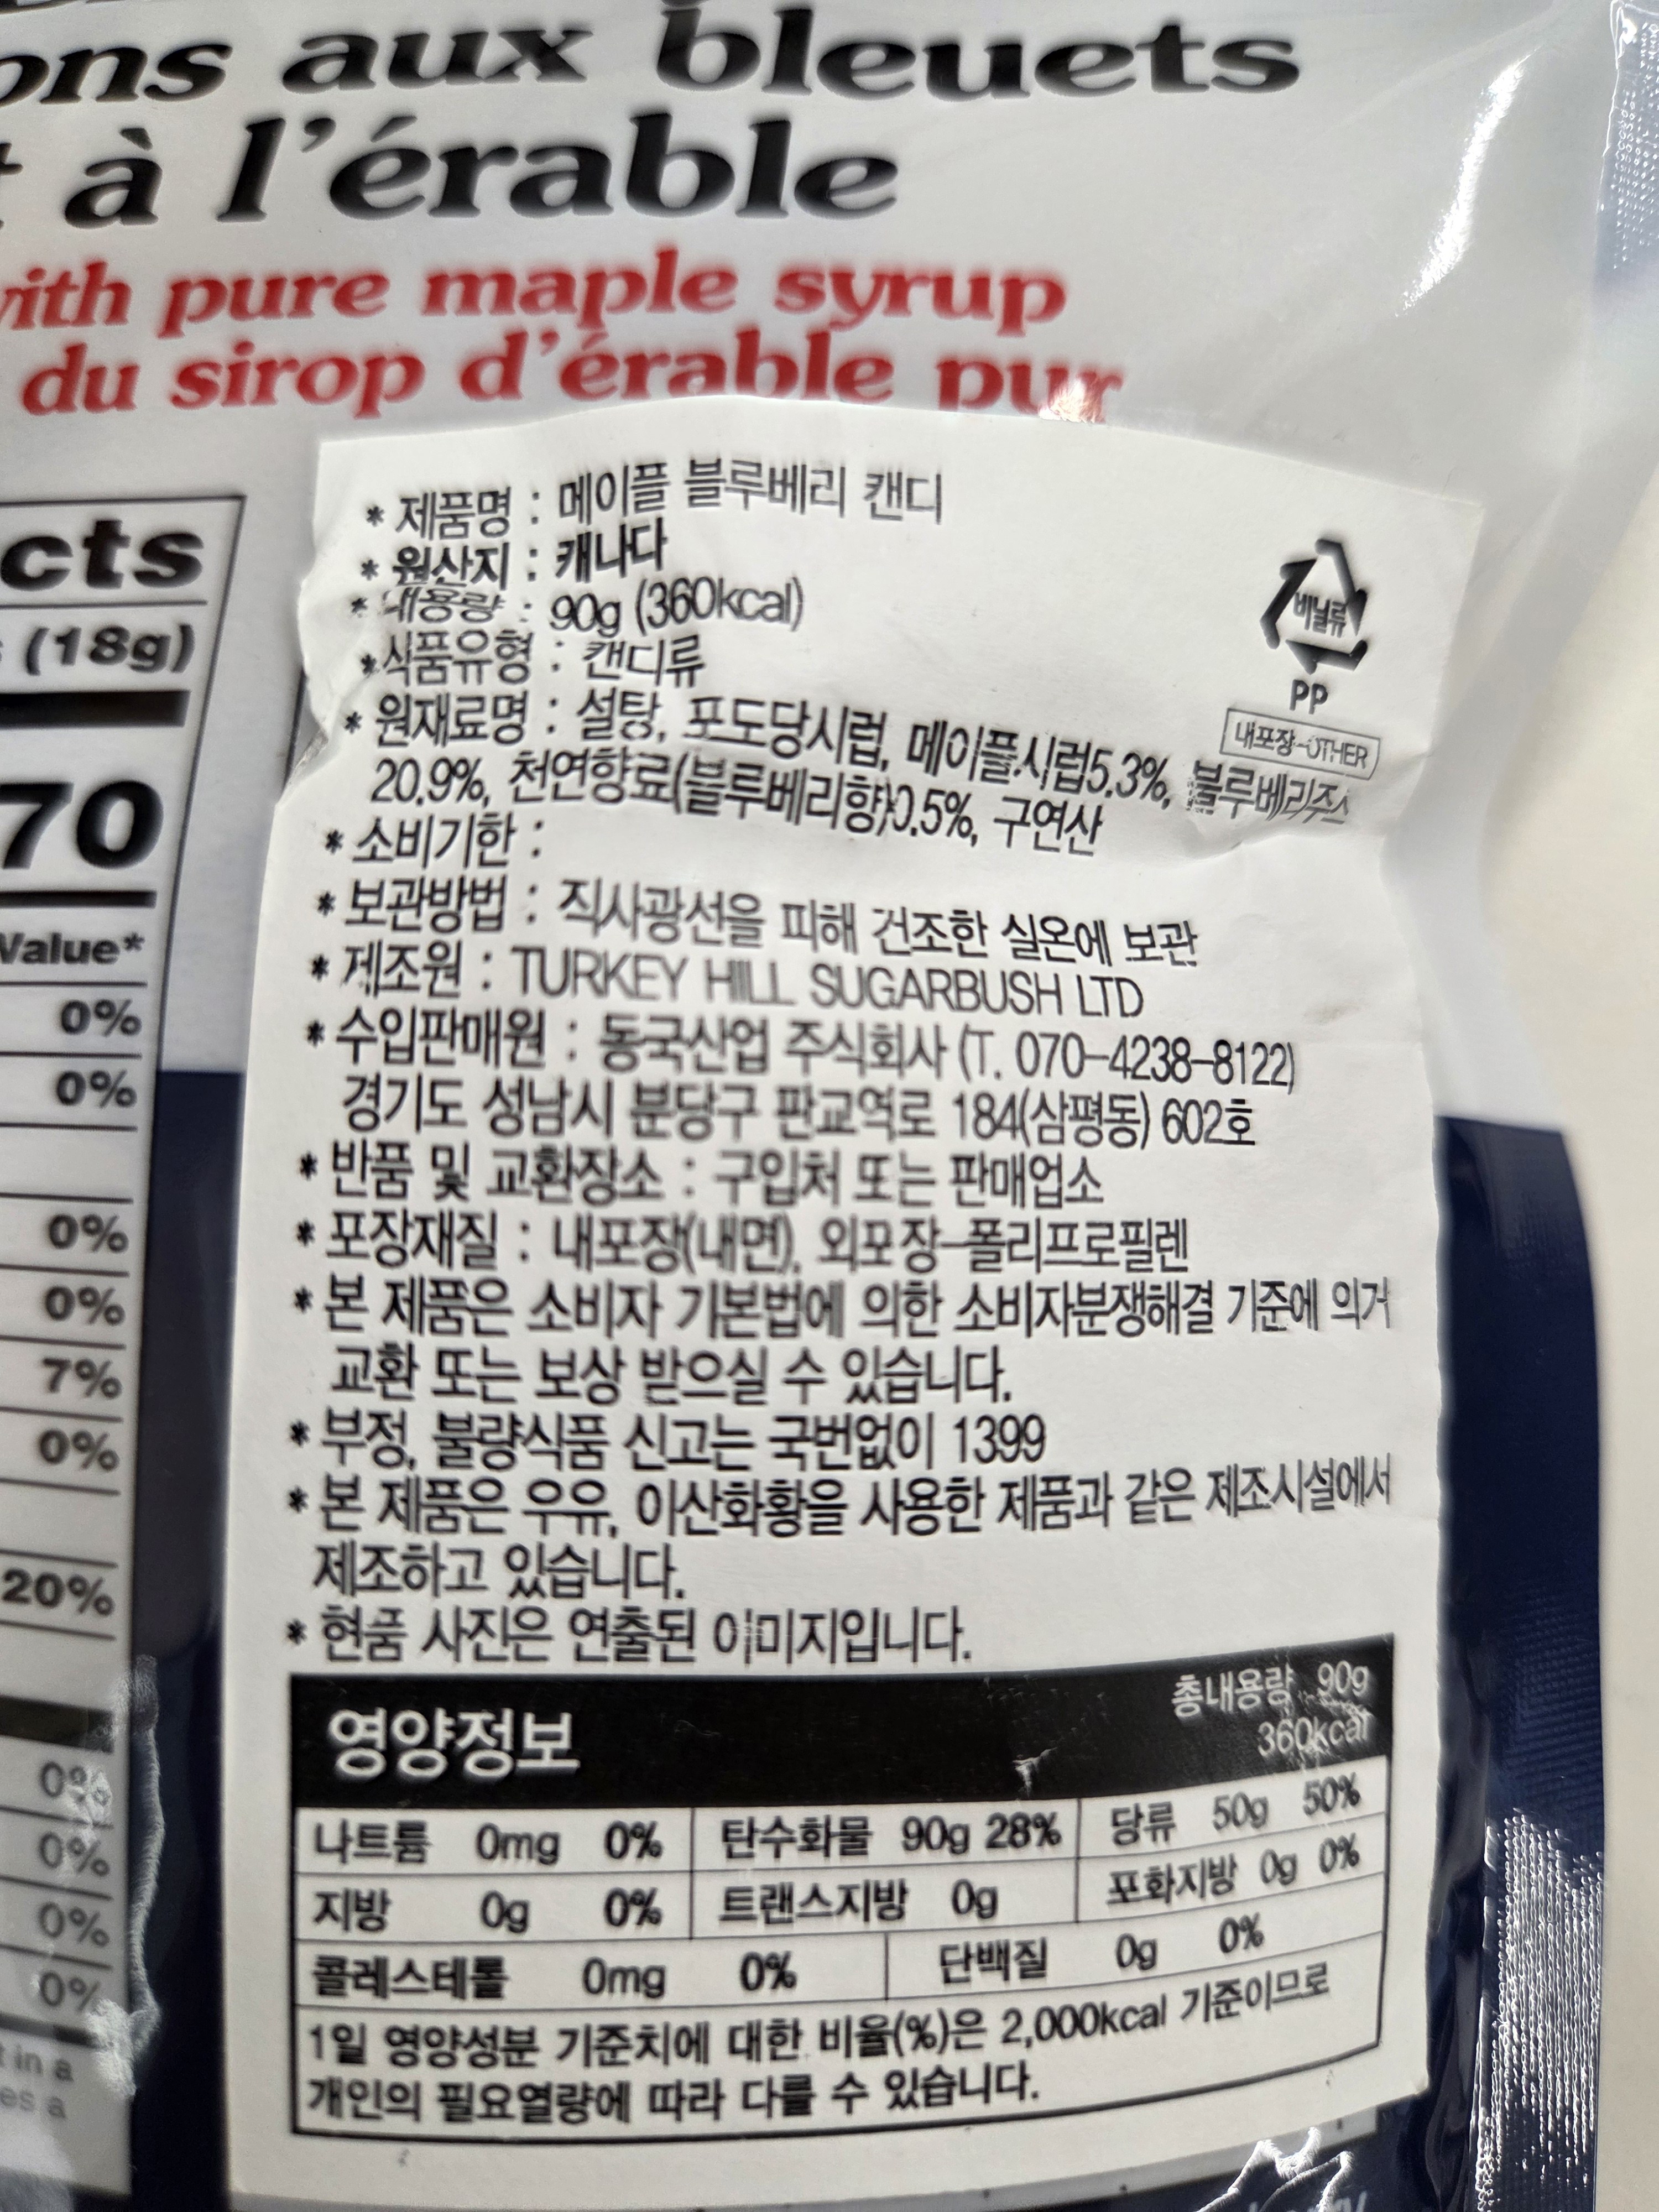 ons aux bleuets
à l'érable
with pure maple syrup
du sirop d'érable pur
cts
(18g)
70
Value*
0%
0%
0%
0%
7%
0%
20%
0%
0%
0%
0%
t in a
es a
* 제품명 : 메이플 블루베리 캔디
* 원산지 : 캐나다
* 내용량 : 90g (360kcal)
* 식품유형 : 캔디류
* 원재료명 : 설탕, 포도당시럽, 메이플시럽5.3%, 블루베리주스
20.9%, 천연향료(블루베리향)0.5%, 구연산
* 소비기한 :
* 보관방법 : 직사광선을 피해 건조한 실온에 보관
* 제조원 : TURKEY HILL SUGARBUSH LTD
* 수입판매원 : 동국산업 주식회사 (T. 070-4238-8122)
경기도 성남시 분당구 판교역로 184(삼평동) 602호
* 반품 및 교환장소 : 구입처 또는 판매업소
* 포장재질 : 내포장(내면), 외포장-폴리프로필렌
* 본 제품은 소비자 기본법에 의한 소비자분쟁해결 기준에 의거
교환 또는 보상 받으실 수 있습니다.
* 부정, 불량식품 신고는 국번없이 1399
* 본 제품은 우유, 이산화황을 사용한 제품과 같은 제조시설에서
제조하고 있습니다.
* 현품 사진은 연출된 이미지입니다.
비닐류
PP
내포장-OTHER
영양정보
총내용량 90g
360kcal
나트륨 0mg 0% 탄수화물 90g 28% 당류 50g 50%
지방 0g 0% 트랜스지방 0g 포화지방 0g 0%
콜레스테롤 0mg 0% 단백질 0g 0%
1일 영양성분 기준치에 대한 비율(%)은 2,000kcal 기준이므로
개인의 필요열량에 따라 다를 수 있습니다.